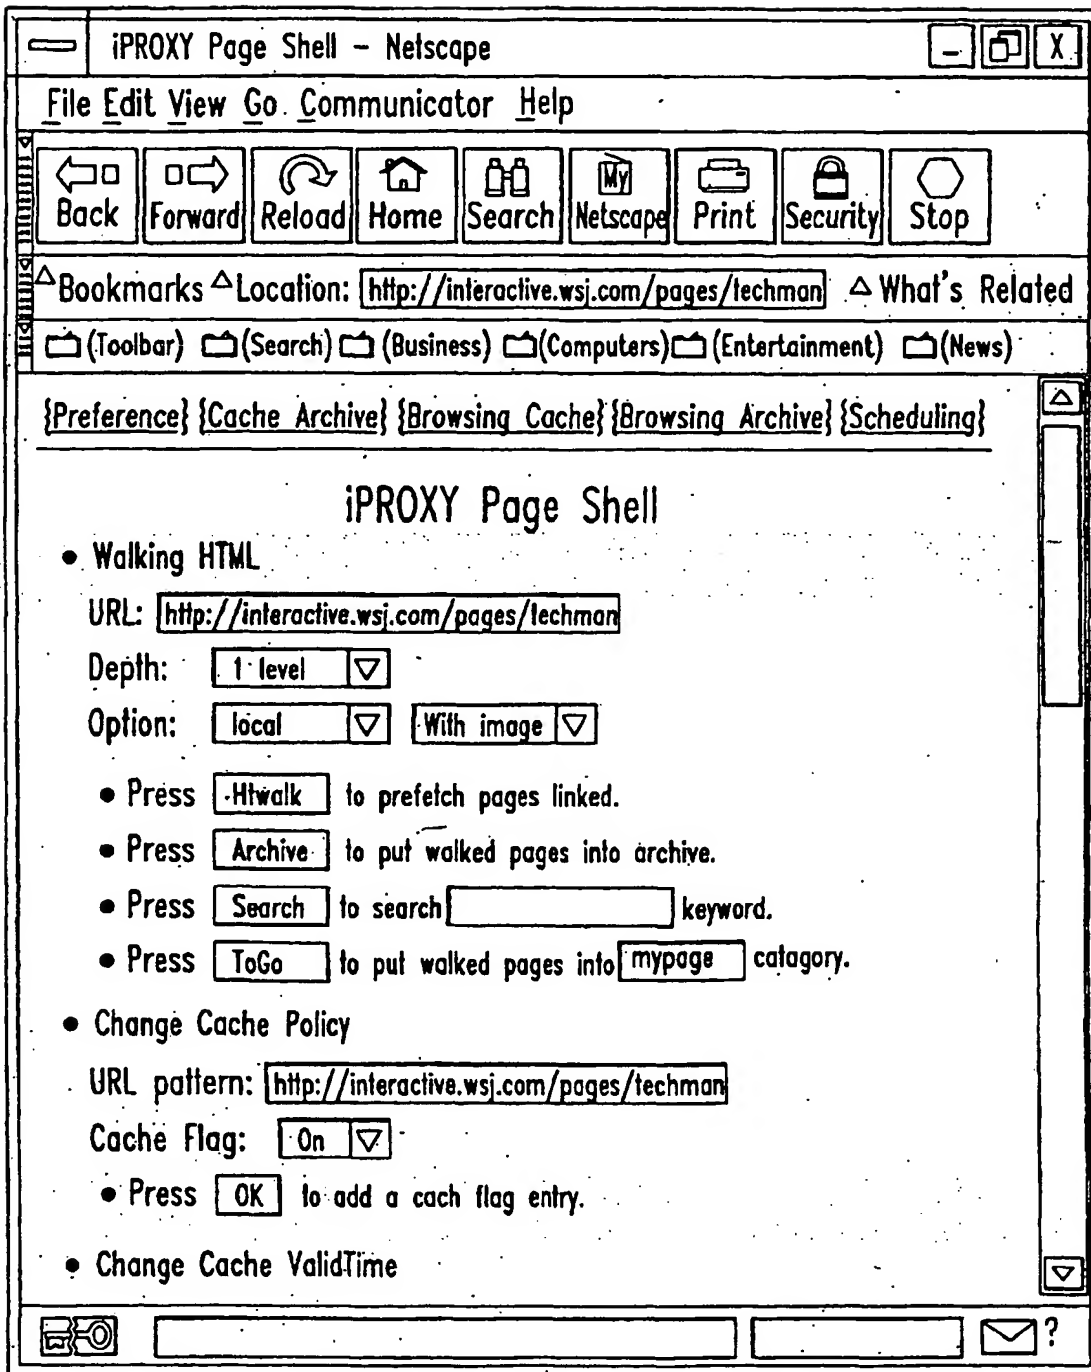 iPROXY Page Shell – Netscape
File Edit View Go Communicator Help
Back Forward Reload Home Search My Netscape Print Security Stop
Bookmarks Location: http://interactive.wsj.com/pages/techman What's Related
(Toolbar) (Search) (Business) (Computers) (Entertainment) (News)
{Preference} {Cache Archive} {Browsing Cache} {Browsing Archive} {Scheduling}
iPROXY Page Shell
• Walking HTML
URL: http://interactive.wsj.com/pages/techman
Depth: 1 level
Option: local With image
• Press Htwalk to prefetch pages linked.
• Press Archive to put walked pages into archive.
• Press Search to search keyword.
• Press ToGo to put walked pages into mypage catagory.
• Change Cache Policy
URL pattern: http://interactive.wsj.com/pages/techman
Cache Flag: On
• Press OK to add a cach flag entry.
• Change Cache ValidTime
?